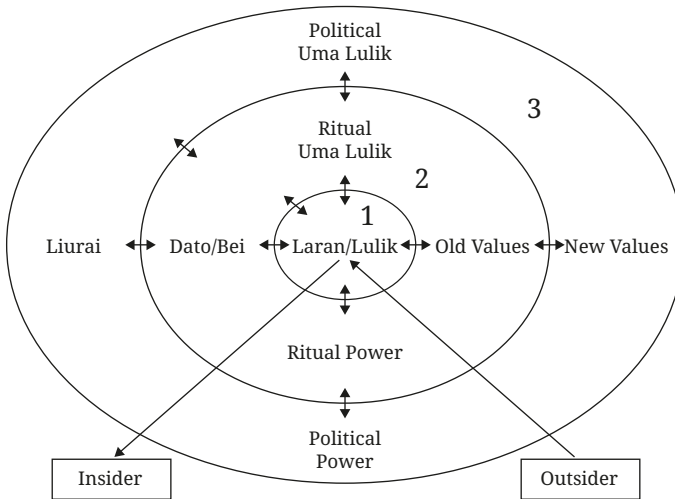 Political
Uma Lulik
3
Ritual
Uma Lulik
2
1
Liurai
Dato/Bei
Laran/Lulik
Old Values
New Values
Ritual Power
Political
Power
Insider
Outsider